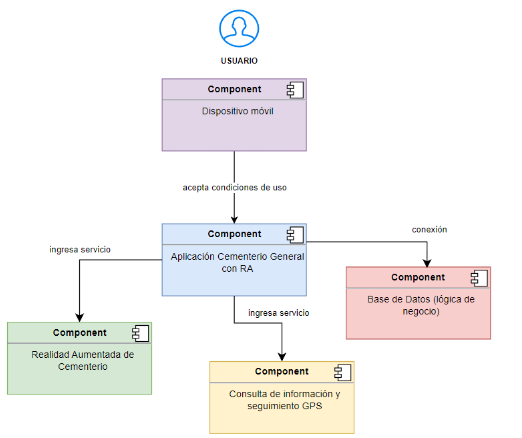 USUARIO
Component
Dispositivo móvil
acepta condiciones de uso
Component
Aplicación Cementerio General
con RA
conexión
ingresa servicio
Component
Base de Datos (lógica de
negocio)
ingresa servicio
Component
Realidad Aumentada de
Cementerio
Component
Consulta de información y
seguimiento GPS